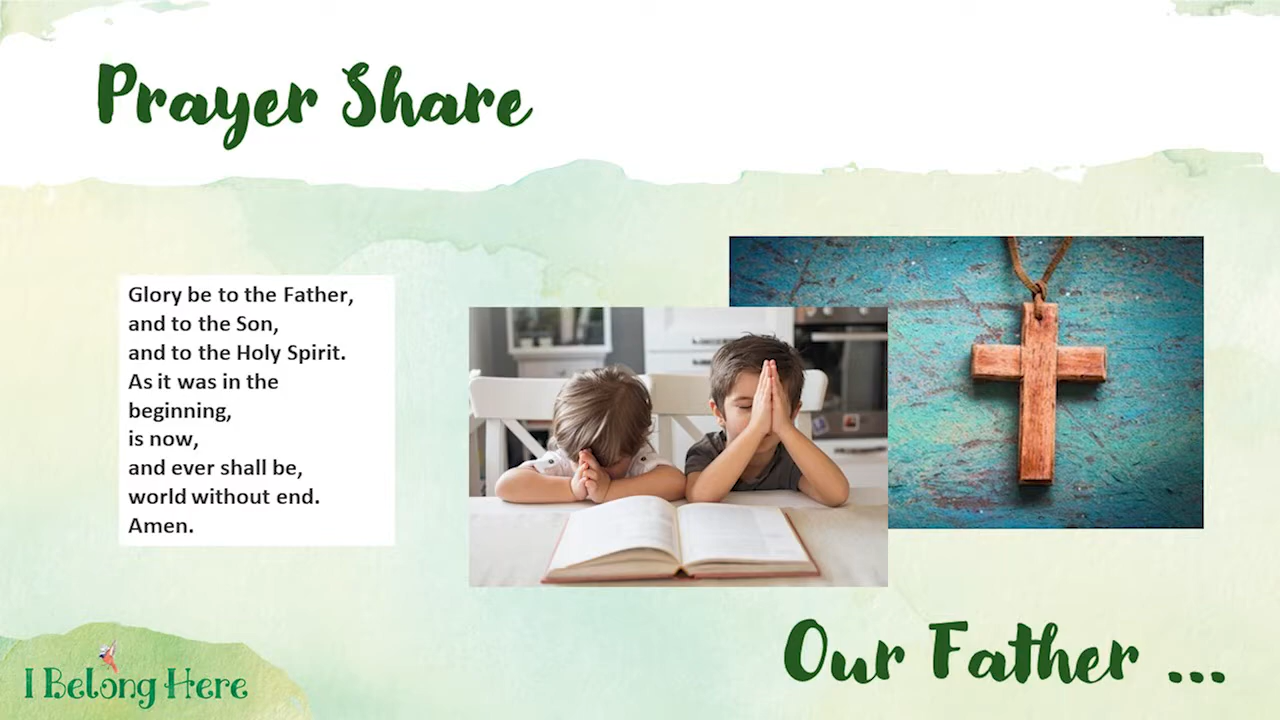 Prayer Share
Glory be to the Father,
and to the Son,
and to the Holy Spirit.
As it was in the
beginning,
is now,
and ever shall be,
world without end.
Amen.
Our Father ...
I Belong Here